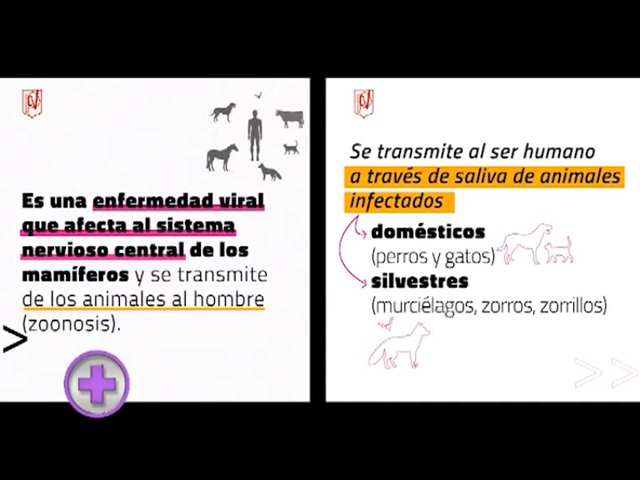 Es una enfermedad viral
que afecta al sistema
nervioso central de los
mamíferos y se transmite
de los animales al hombre
(zoonosis).
Se transmite al ser humano
a través de saliva de animales
infectados
domésticos
(perros y gatos)
silvestres
(murciélagos, zorros, zorrillos)